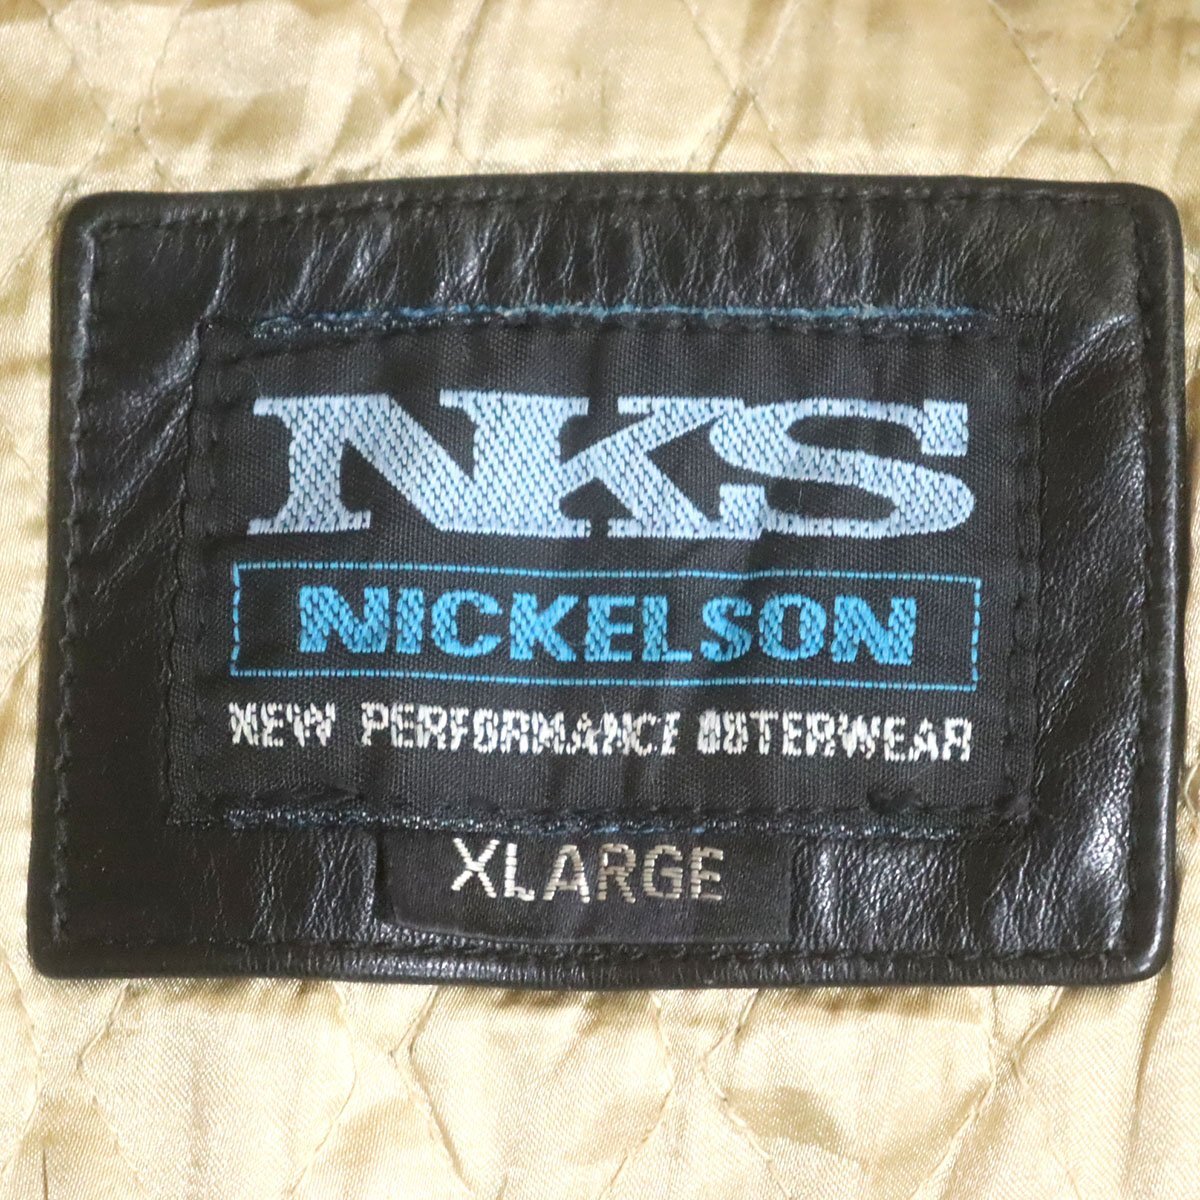 NKS
NICKELSON
NEW PERFORMANCE OUTERWEAR
XLARGE